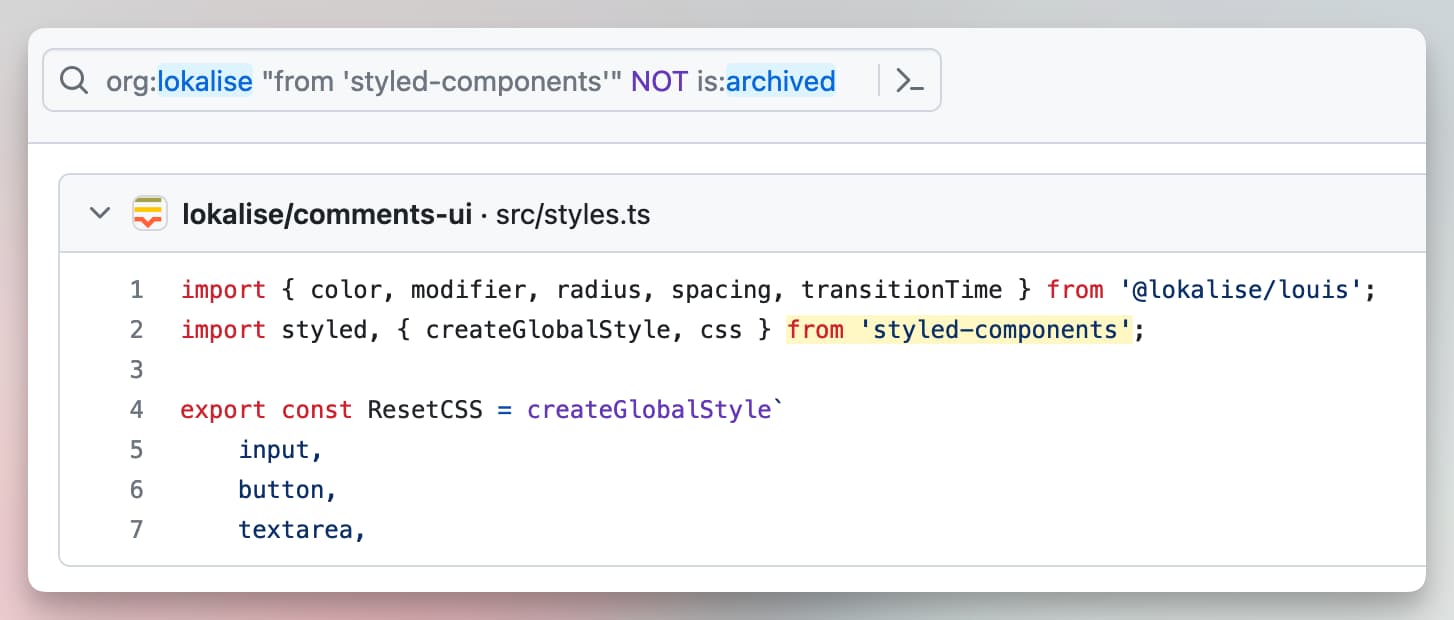 org:lokalise "from 'styled-components'" NOT is:archived
lokalise/comments-ui · src/styles.ts
1 import { color, modifier, radius, spacing, transitionTime } from '@lokalise/louis';
2 import styled, { createGlobalStyle, css } from 'styled-components';
3
4 export const ResetCSS = createGlobalStyle`
5     input,
6     button,
7     textarea,